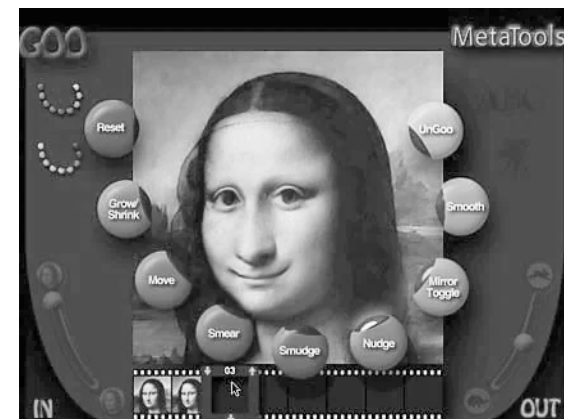 GOO
MetaTools
Reset
UnGoo
Grow/
Shrink
Smooth
Move
Mirror
Toggle
Smear
Smudge
Nudge
03
IN
OUT